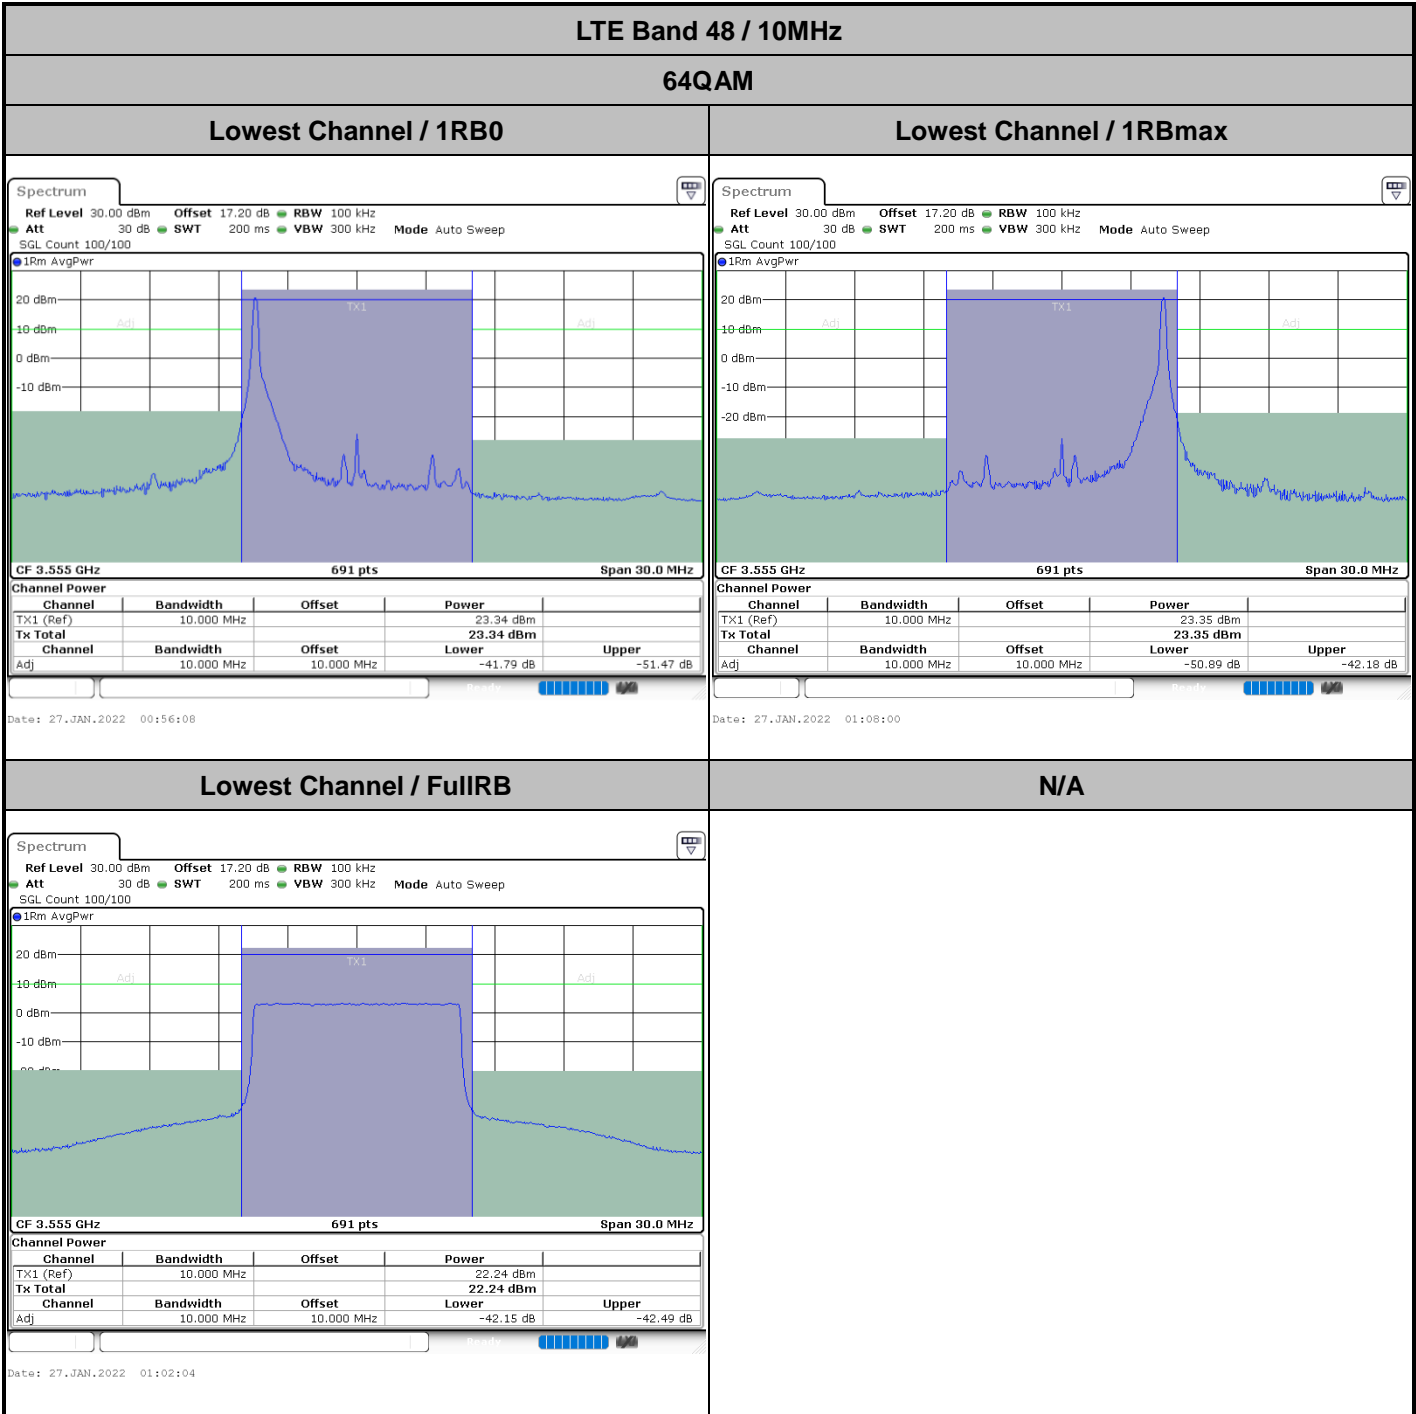 LTE Band 48 / 10MHz
64QAM
Lowest Channel / 1RB0
Lowest Channel / 1RBmax
Spectrum
Ref Level 30.00 dBm Offset 17.20 dB RBW 100 kHz
Att 30 dB SWT 200 ms VBW 300 kHz Mode Auto Sweep
SGL Count 100/100
1Rm AvgPwr
TX1
Adj
Adj
20 dBm
10 dBm
0 dBm
-10 dBm
CF 3.555 GHz 691 pts Span 30.0 MHz
Channel Power
Channel Bandwidth Offset Power
TX1 (Ref) 10.000 MHz 23.34 dBm
Tx Total 23.34 dBm
Channel Bandwidth Offset Lower Upper
Adj 10.000 MHz 10.000 MHz -41.79 dB -51.47 dB
Ready
Date: 27.JAN.2022 00:56:08
Spectrum
Ref Level 30.00 dBm Offset 17.20 dB RBW 100 kHz
Att 30 dB SWT 200 ms VBW 300 kHz Mode Auto Sweep
SGL Count 100/100
1Rm AvgPwr
TX1
Adj
Adj
20 dBm
10 dBm
0 dBm
-10 dBm
-20 dBm
CF 3.555 GHz 691 pts Span 30.0 MHz
Channel Power
Channel Bandwidth Offset Power
TX1 (Ref) 10.000 MHz 23.35 dBm
Tx Total 23.35 dBm
Channel Bandwidth Offset Lower Upper
Adj 10.000 MHz 10.000 MHz -50.89 dB -42.18 dB
Ready
Date: 27.JAN.2022 01:08:00
Lowest Channel / FullRB
N/A
Spectrum
Ref Level 30.00 dBm Offset 17.20 dB RBW 100 kHz
Att 30 dB SWT 200 ms VBW 300 kHz Mode Auto Sweep
SGL Count 100/100
1Rm AvgPwr
TX1
Adj
Adj
20 dBm
10 dBm
0 dBm
-10 dBm
CF 3.555 GHz 691 pts Span 30.0 MHz
Channel Power
Channel Bandwidth Offset Power
TX1 (Ref) 10.000 MHz 22.24 dBm
Tx Total 22.24 dBm
Channel Bandwidth Offset Lower Upper
Adj 10.000 MHz 10.000 MHz -42.15 dB -42.49 dB
Ready
Date: 27.JAN.2022 01:02:04